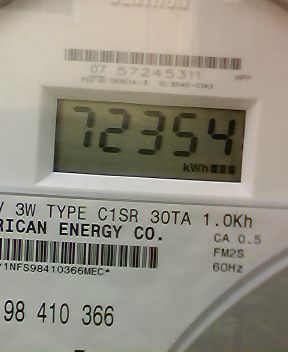 CENTRON
07 57245311
72354
kWh
V 3W TYPE C1SR 30TA 1.0Kh
RICAN ENERGY CO.
CA 0.5
FM2S
60Hz
98 410 366